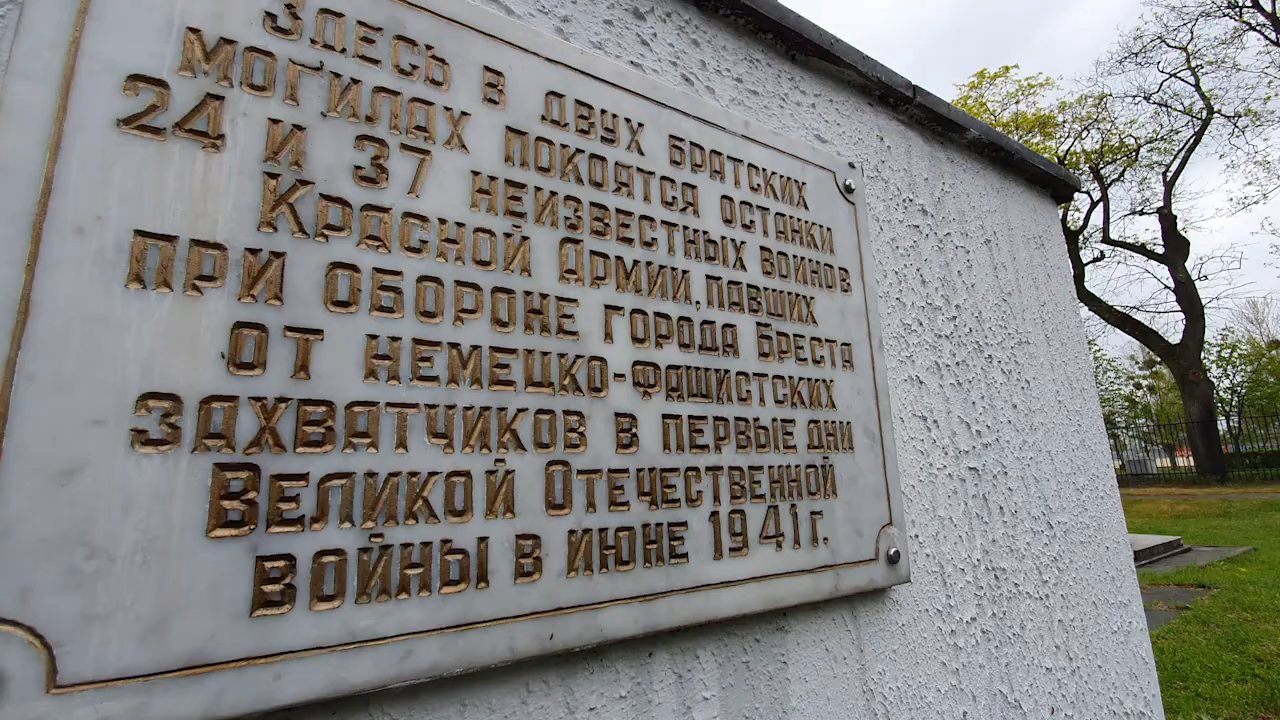 Здесь в двух братских
могилах покоятся останки
24 и 37 неизвестных воинов
Красной Армии, павших
при обороне города Бреста
от немецко-фашистских
захватчиков в первые дни
Великой Отечественной
войны в июне 1941 г.